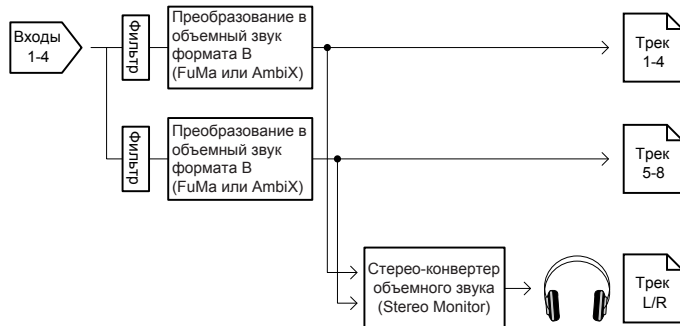 Входы
1-4
Фильтр
Преобразование в
объемный звук
формата B
(FuMa или AmbiX)
Трек
1-4
Фильтр
Преобразование в
объемный звук
формата B
(FuMa или AmbiX)
Трек
5-8
Стерео-конвертер
объемного звука
(Stereo Monitor)
Трек
L/R